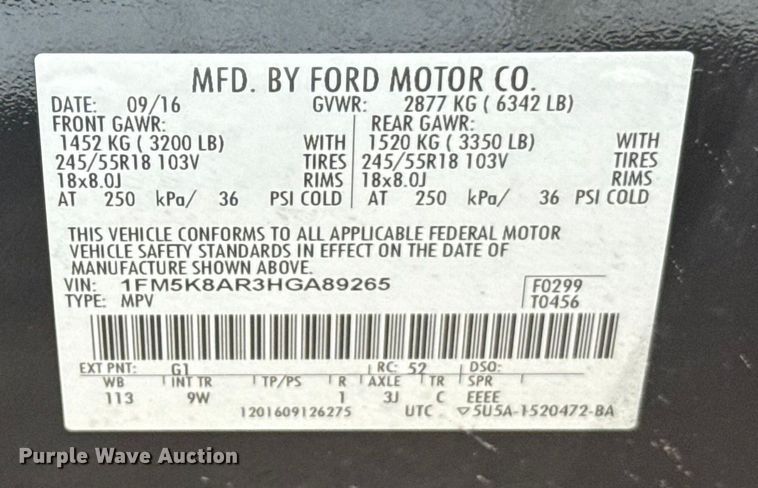 MFD. BY FORD MOTOR CO.
DATE: 09/16 GVWR: 2877 KG ( 6342 LB)
FRONT GAWR: REAR GAWR:
1452 KG ( 3200 LB) WITH 1520 KG ( 3350 LB) WITH
245/55R18 103V TIRES 245/55R18 103V TIRES
18x8.0J RIMS 18x8.0J RIMS
AT 250 kPa/ 36 PSI COLD AT 250 kPa/ 36 PSI COLD
THIS VEHICLE CONFORMS TO ALL APPLICABLE FEDERAL MOTOR
VEHICLE SAFETY STANDARDS IN EFFECT ON THE DATE OF
MANUFACTURE SHOWN ABOVE.
VIN: 1FM5K8AR3HGA89265 F0299
TYPE: MPV T0456
EXT PNT: G1 RC: 52 DSO:
WB INT TR TP/PS R AXLE TR SPR
113 9W 1 3J C EEEE
1201609126275 UTC ▽5U5A-1520472-BA
Purple Wave Auction